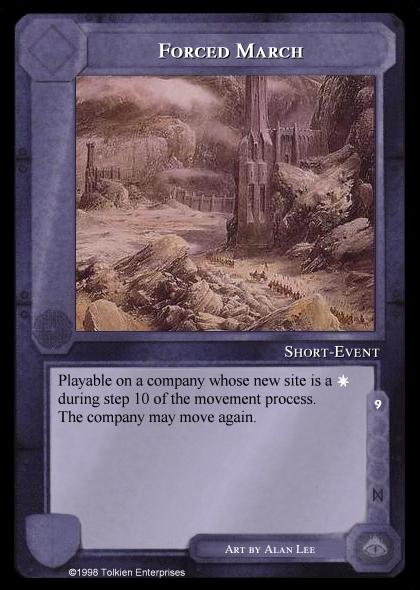 Forced March
Short-Event
Playable on a company whose new site is a ✷
during step 10 of the movement process.
The company may move again.
9
Art by Alan Lee
©1998 Tolkien Enterprises